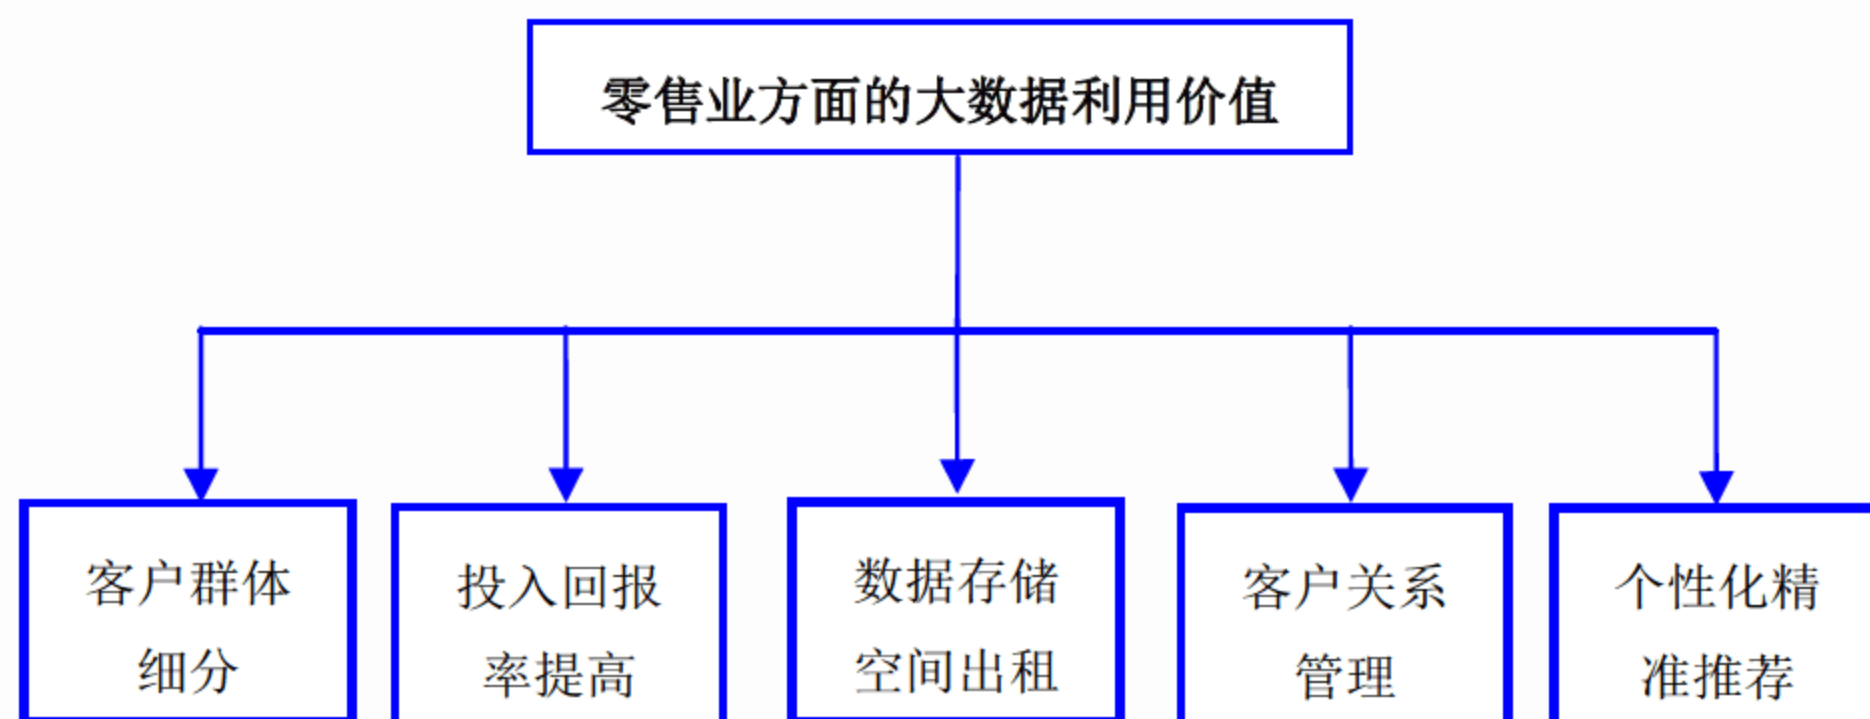 零售业方面的大数据利用价值
客户群体
细分
投入回报
率提高
数据存储
空间出租
客户关系
管理
个性化精
准推荐